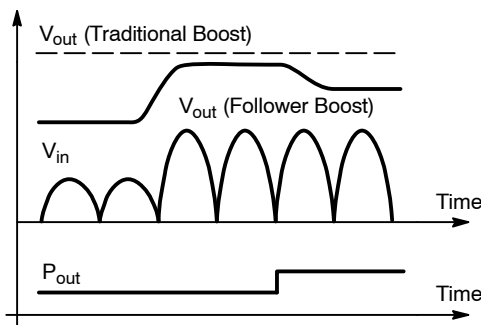 Vout (Traditional Boost)
Vout (Follower Boost)
Vin
Time
Pout
Time